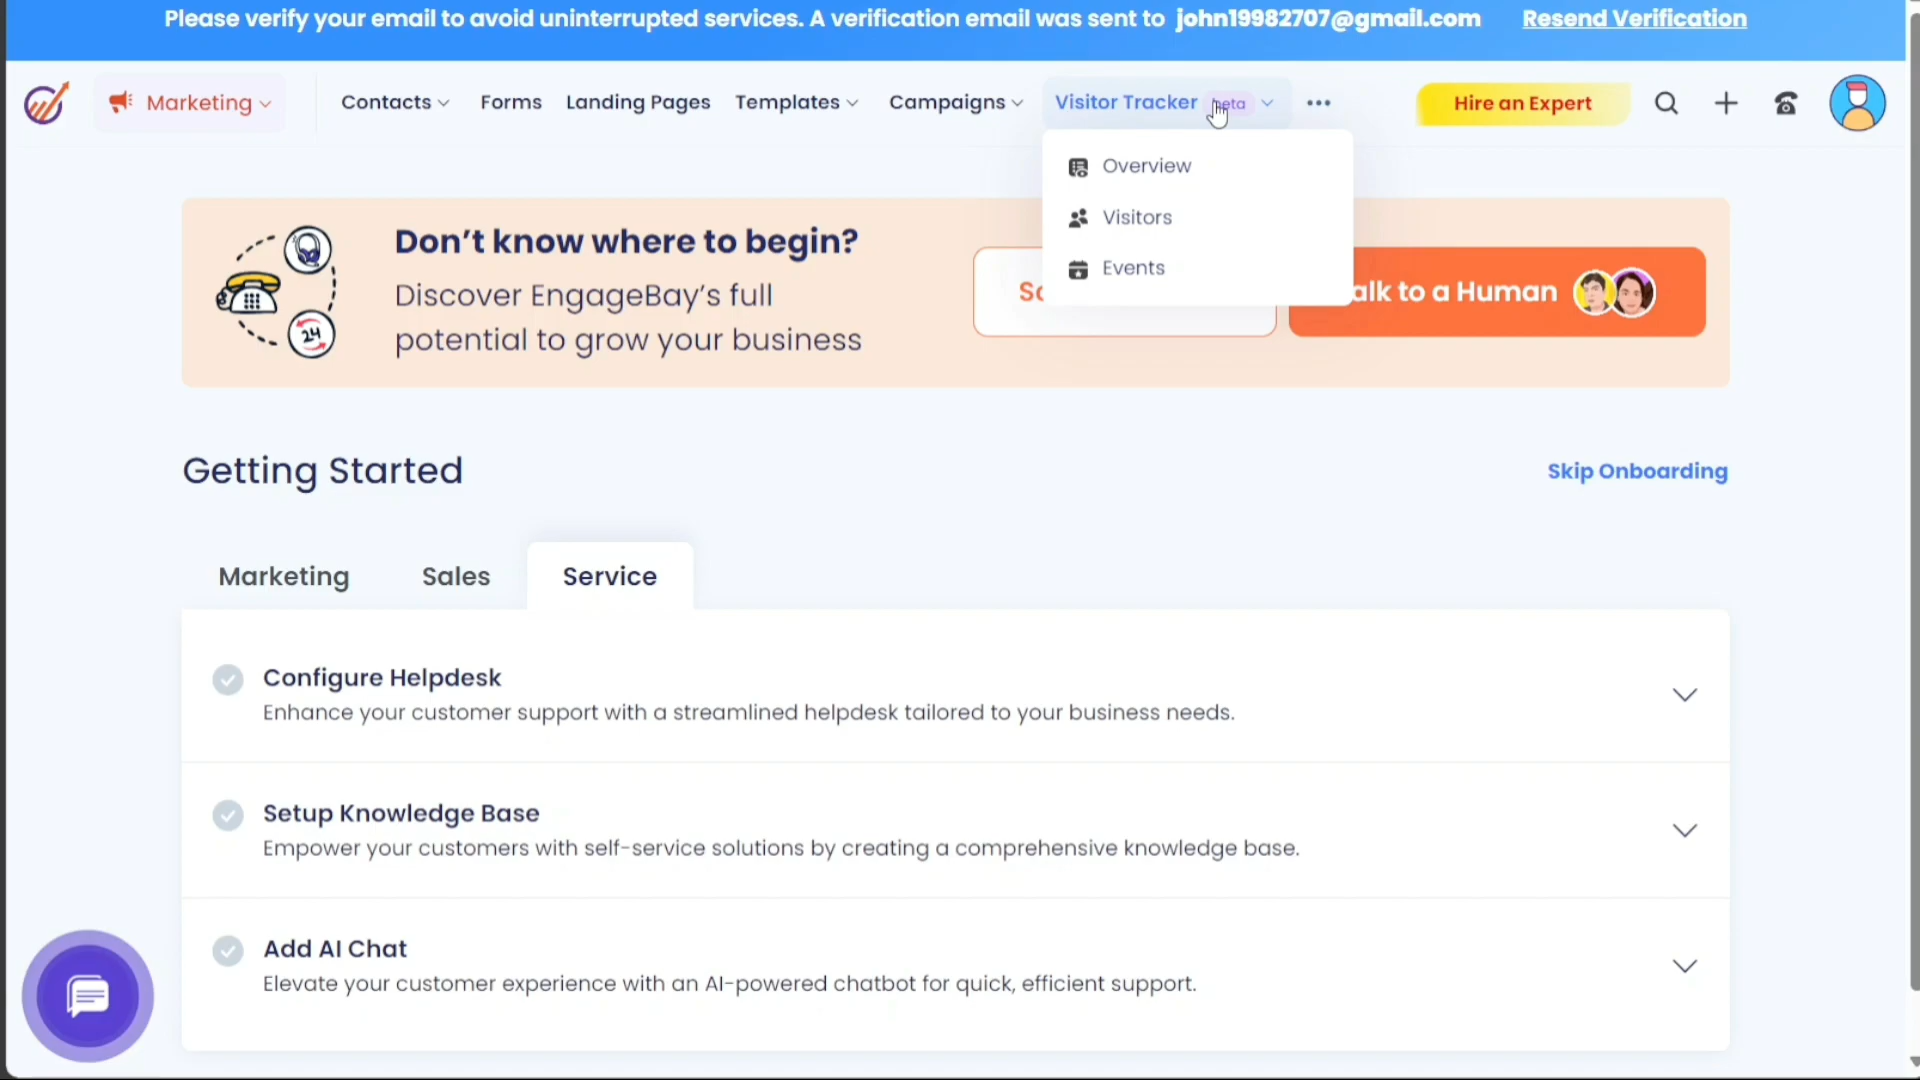 Please verify your email to avoid uninterrupted services. A verification email was sent to john19982707@gmail.com Resend Verification
Marketing Contacts Forms Landing Pages Templates Campaigns Visitor Tracker beta Hire an Expert
Overview
Visitors
Events
Don't know where to begin?
Discover EngageBay's full
potential to grow your business
alk to a Human
24
Getting Started
Skip Onboarding
Marketing Sales Service
Configure Helpdesk
Enhance your customer support with a streamlined helpdesk tailored to your business needs.
Setup Knowledge Base
Empower your customers with self-service solutions by creating a comprehensive knowledge base.
Add AI Chat
Elevate your customer experience with an AI-powered chatbot for quick, efficient support.